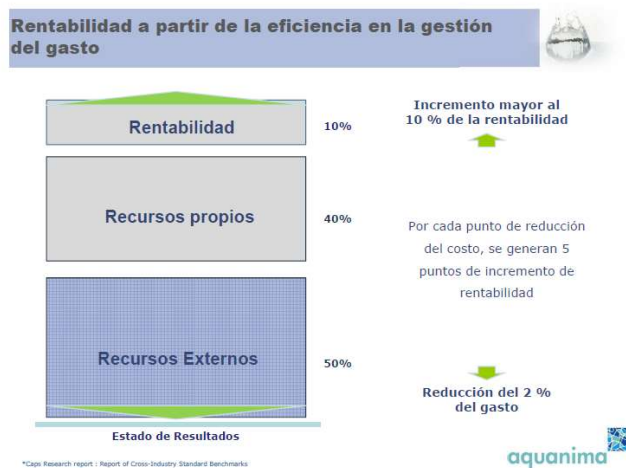 Rentabilidad a partir de la eficiencia en la gestión
del gasto
Rentabilidad
10%
Incremento mayor al
10 % de la rentabilidad
Recursos propios
40%
Por cada punto de reducción
del costo, se generan 5
puntos de incremento de
rentabilidad
Recursos Externos
50%
Reducción del 2 %
del gasto
Estado de Resultados
*Caps Research report : Report of Cross-Industry Standard Benchmarks
aquanima